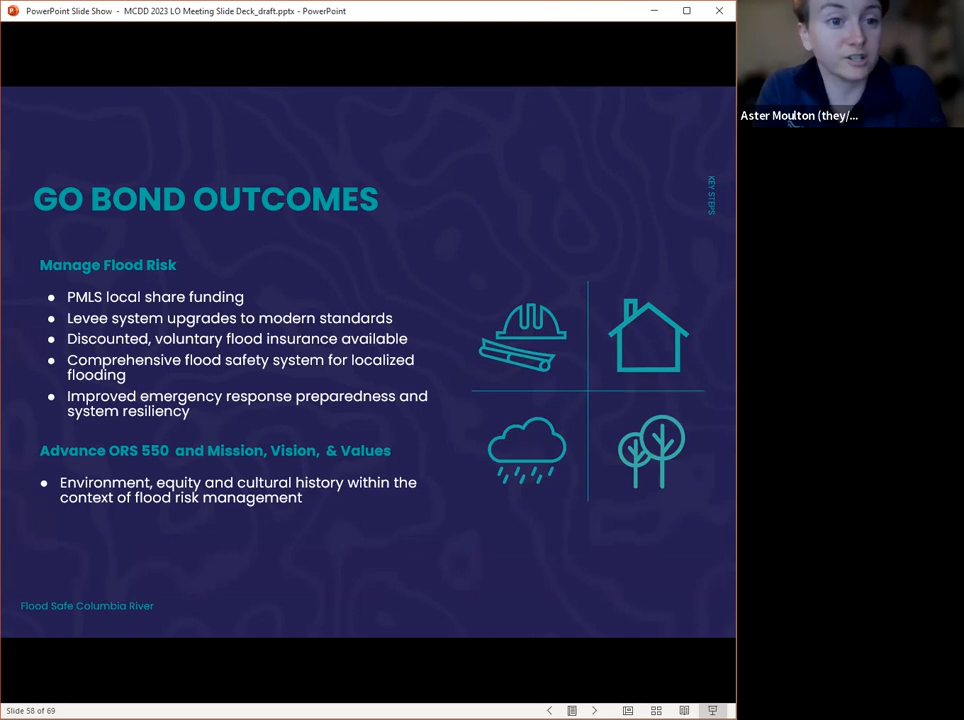 PowerPoint Slide Show - MCDD 2023 LO Meeting Slide Deck_draft.pptx - PowerPoint
Aster Moulton (they/...
GO BOND OUTCOMES
KEY STEPS
Manage Flood Risk
● PMLS local share funding
● Levee system upgrades to modern standards
● Discounted, voluntary flood insurance available
● Comprehensive flood safety system for localized
flooding
● Improved emergency response preparedness and
system resiliency
Advance ORS 550 and Mission, Vision, & Values
● Environment, equity and cultural history within the
context of flood risk management
Flood Safe Columbia River
Slide 58 of 69